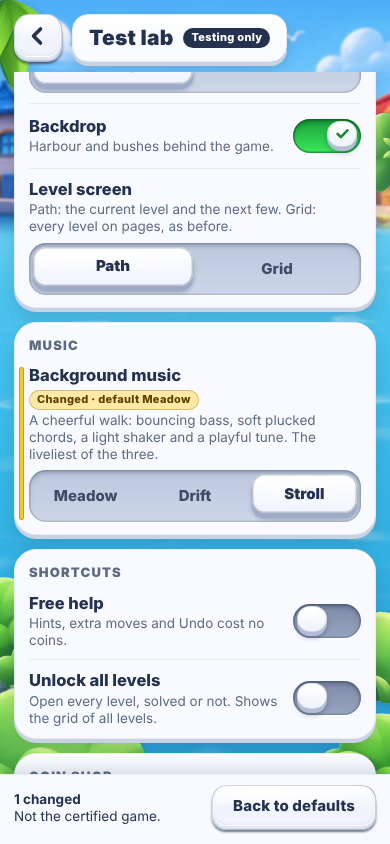 Test lab
Testing only
Backdrop
Harbour and bushes behind the game.
Level screen
Path: the current level and the next few. Grid:
every level on pages, as before.
Path
Grid
MUSIC
Background music
Changed · default Meadow
A cheerful walk: bouncing bass, soft plucked
chords, a light shaker and a playful tune. The
liveliest of the three.
Meadow
Drift
Stroll
SHORTCUTS
Free help
Hints, extra moves and Undo cost no
coins.
Unlock all levels
Open every level, solved or not. Shows
the grid of all levels.
COIN SHOP
1 changed
Not the certified game.
Back to defaults